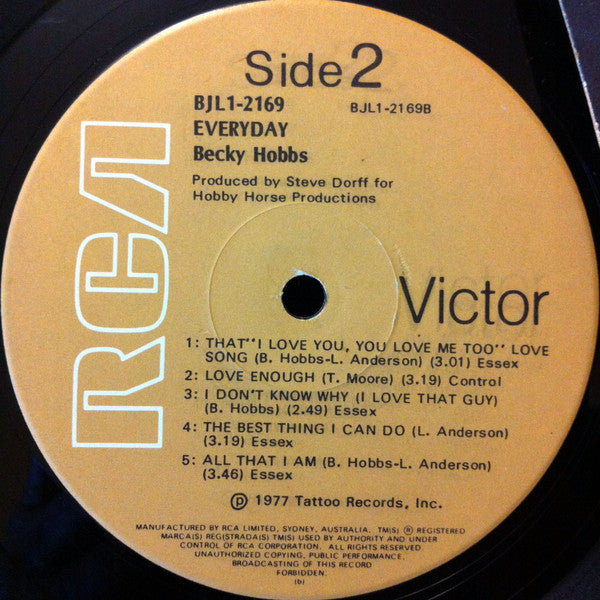 Side 2
BJL1-2169
BJL1-2169B
EVERYDAY
Becky Hobbs
Produced by Steve Dorff for
Hobby Horse Productions
RCA
Victor
1: THAT"I LOVE YOU, YOU LOVE ME TOO" LOVE
SONG (B. Hobbs-L. Anderson) (3.01) Essex
2: LOVE ENOUGH (T. Moore) (3.19) Control
3: I DON'T KNOW WHY (I LOVE THAT GUY)
(B. Hobbs) (2.49) Essex
4: THE BEST THING I CAN DO (L. Anderson)
(3.19) Essex
5: ALL THAT I AM (B. Hobbs-L. Anderson)
(3.46) Essex
℗ 1977 Tattoo Records, Inc.
MANUFACTURED BY RCA LIMITED, SYDNEY, AUSTRALIA. TM(S) ® REGISTERED
MARCA(S) REG(STRADA(S) TM(S) USED BY AUTHORITY AND UNDER
CONTROL OF RCA CORPORATION. ALL RIGHTS RESERVED.
UNAUTHORIZED COPYING, PUBLIC PERFORMANCE,
BROADCASTING OF THIS RECORD
FORBIDDEN.
(b)